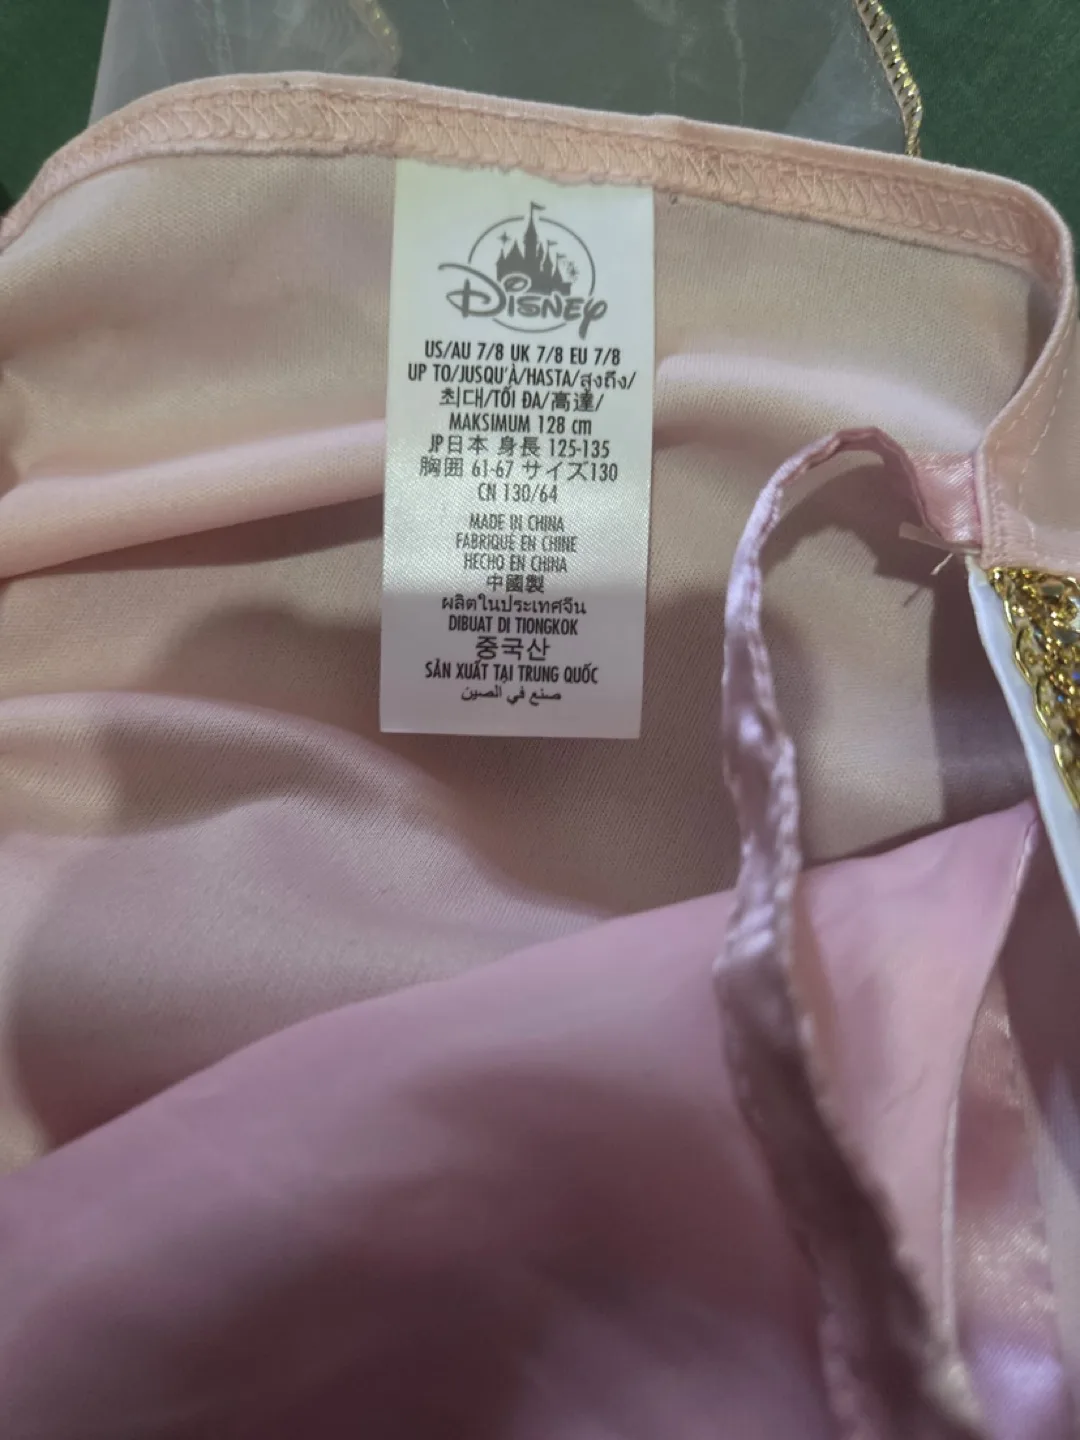 Disney
US/AU 7/8 UK 7/8 EU 7/8
UP TO/JUSQU'À/HASTA/สูงถึง/
최대/TỐI ĐA/高達/
MAKSIMUM 128 cm
JP日本 身長 125-135
胸囲 61-67 サイズ130
CN 130/64
MADE IN CHINA
FABRIQUÉ EN CHINE
HECHO EN CHINA
中國製
ผลิตในประเทศจีน
DIBUAT DI TIONGKOK
중국산
SẢN XUẤT TẠI TRUNG QUỐC
صنع في الصين